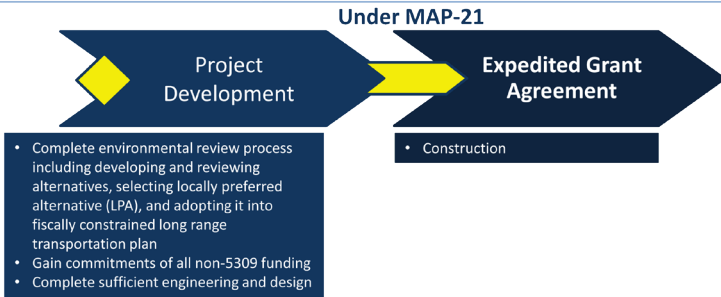 Under MAP-21
Project
Development
Expedited Grant
Agreement
• Complete environmental review process
including developing and reviewing
alternatives, selecting locally preferred
alternative (LPA), and adopting it into
fiscally constrained long range
transportation plan
• Gain commitments of all non-5309 funding
• Complete sufficient engineering and design
• Construction